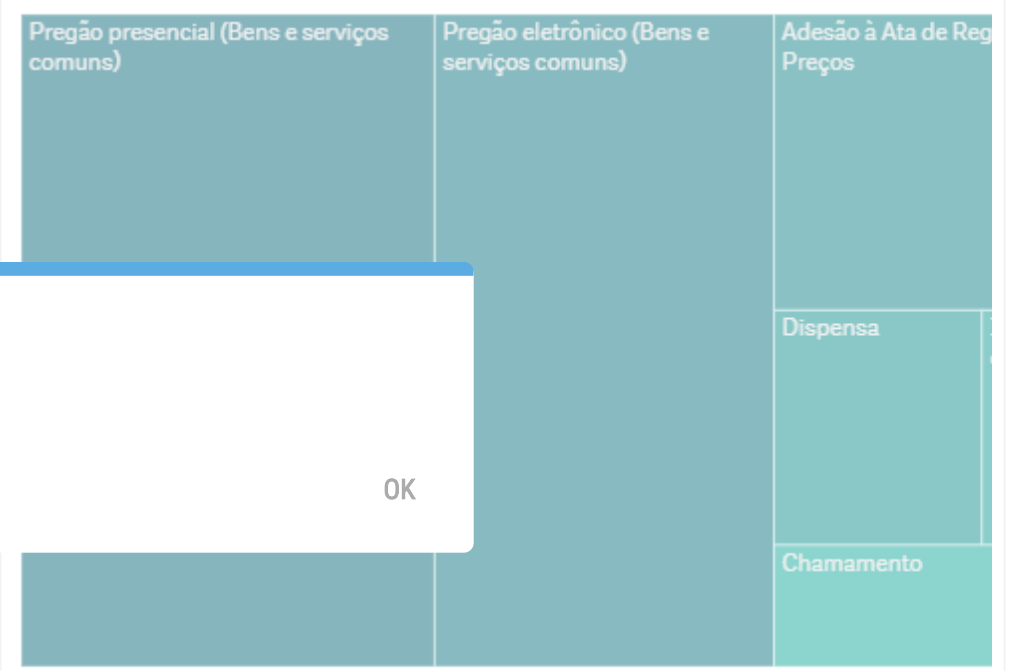 Pregão presencial (Bens e serviços
comuns)
Pregão eletrônico (Bens e
serviços comuns)
Adesão à Ata de Reg
Preços
Dispensa
OK
Chamamento